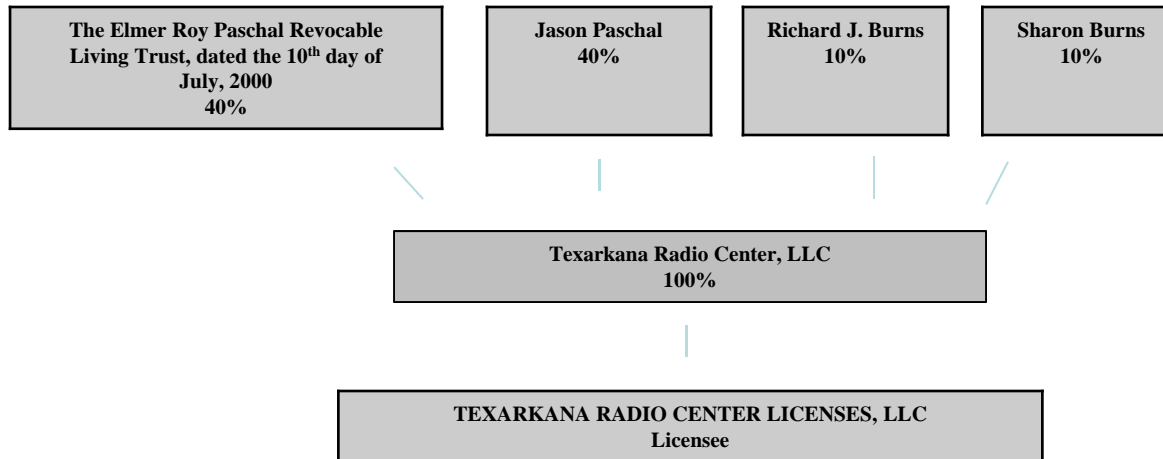 The Elmer Roy Paschal Revocable
Living Trust, dated the 10th day of
July, 2000
40%
Jason Paschal
40%
Richard J. Burns
10%
Sharon Burns
10%
Texarkana Radio Center, LLC
100%
TEXARKANA RADIO CENTER LICENSES, LLC
Licensee